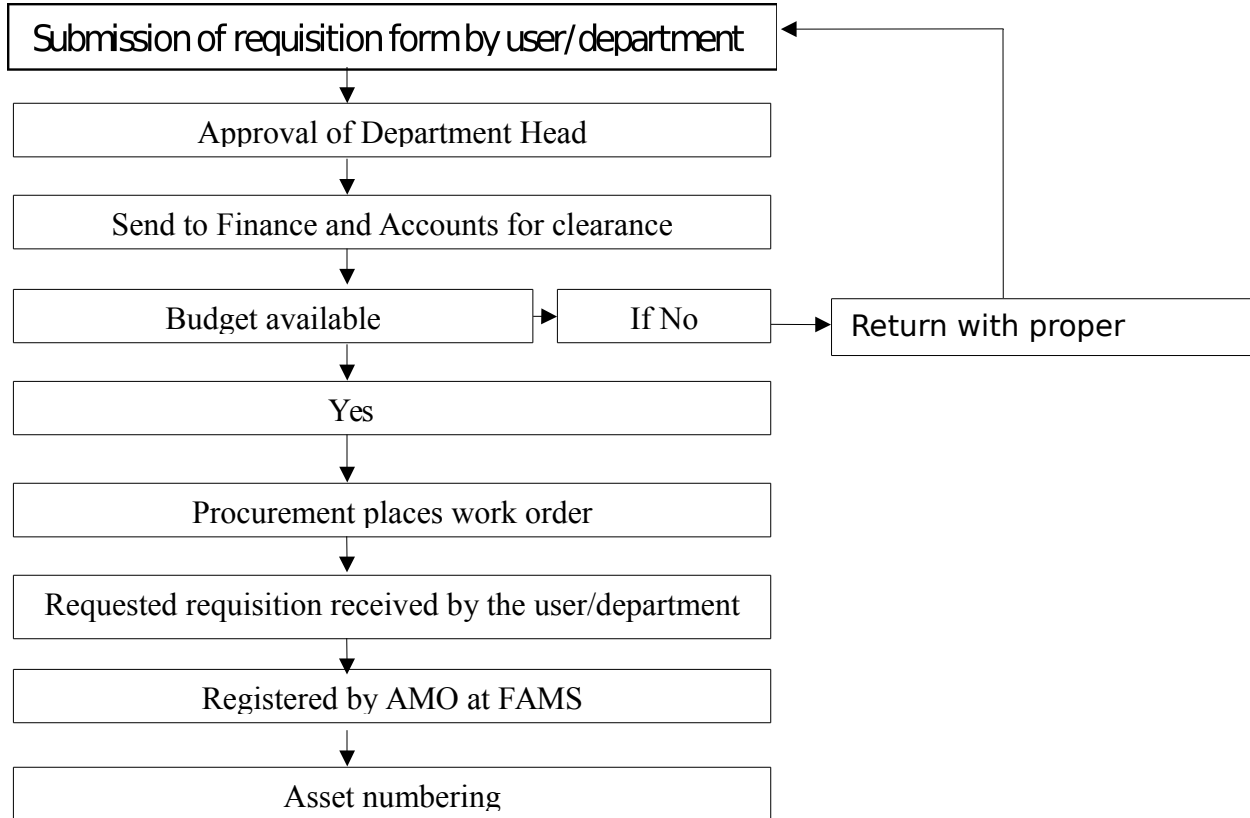 Submission of requisition form by user/department
Approval of Department Head
Send to Finance and Accounts for clearance
Budget available
If No
Return with proper
Yes
Procurement places work order
Requested requisition received by the user/department
Registered by AMO at FAMS
Asset numbering